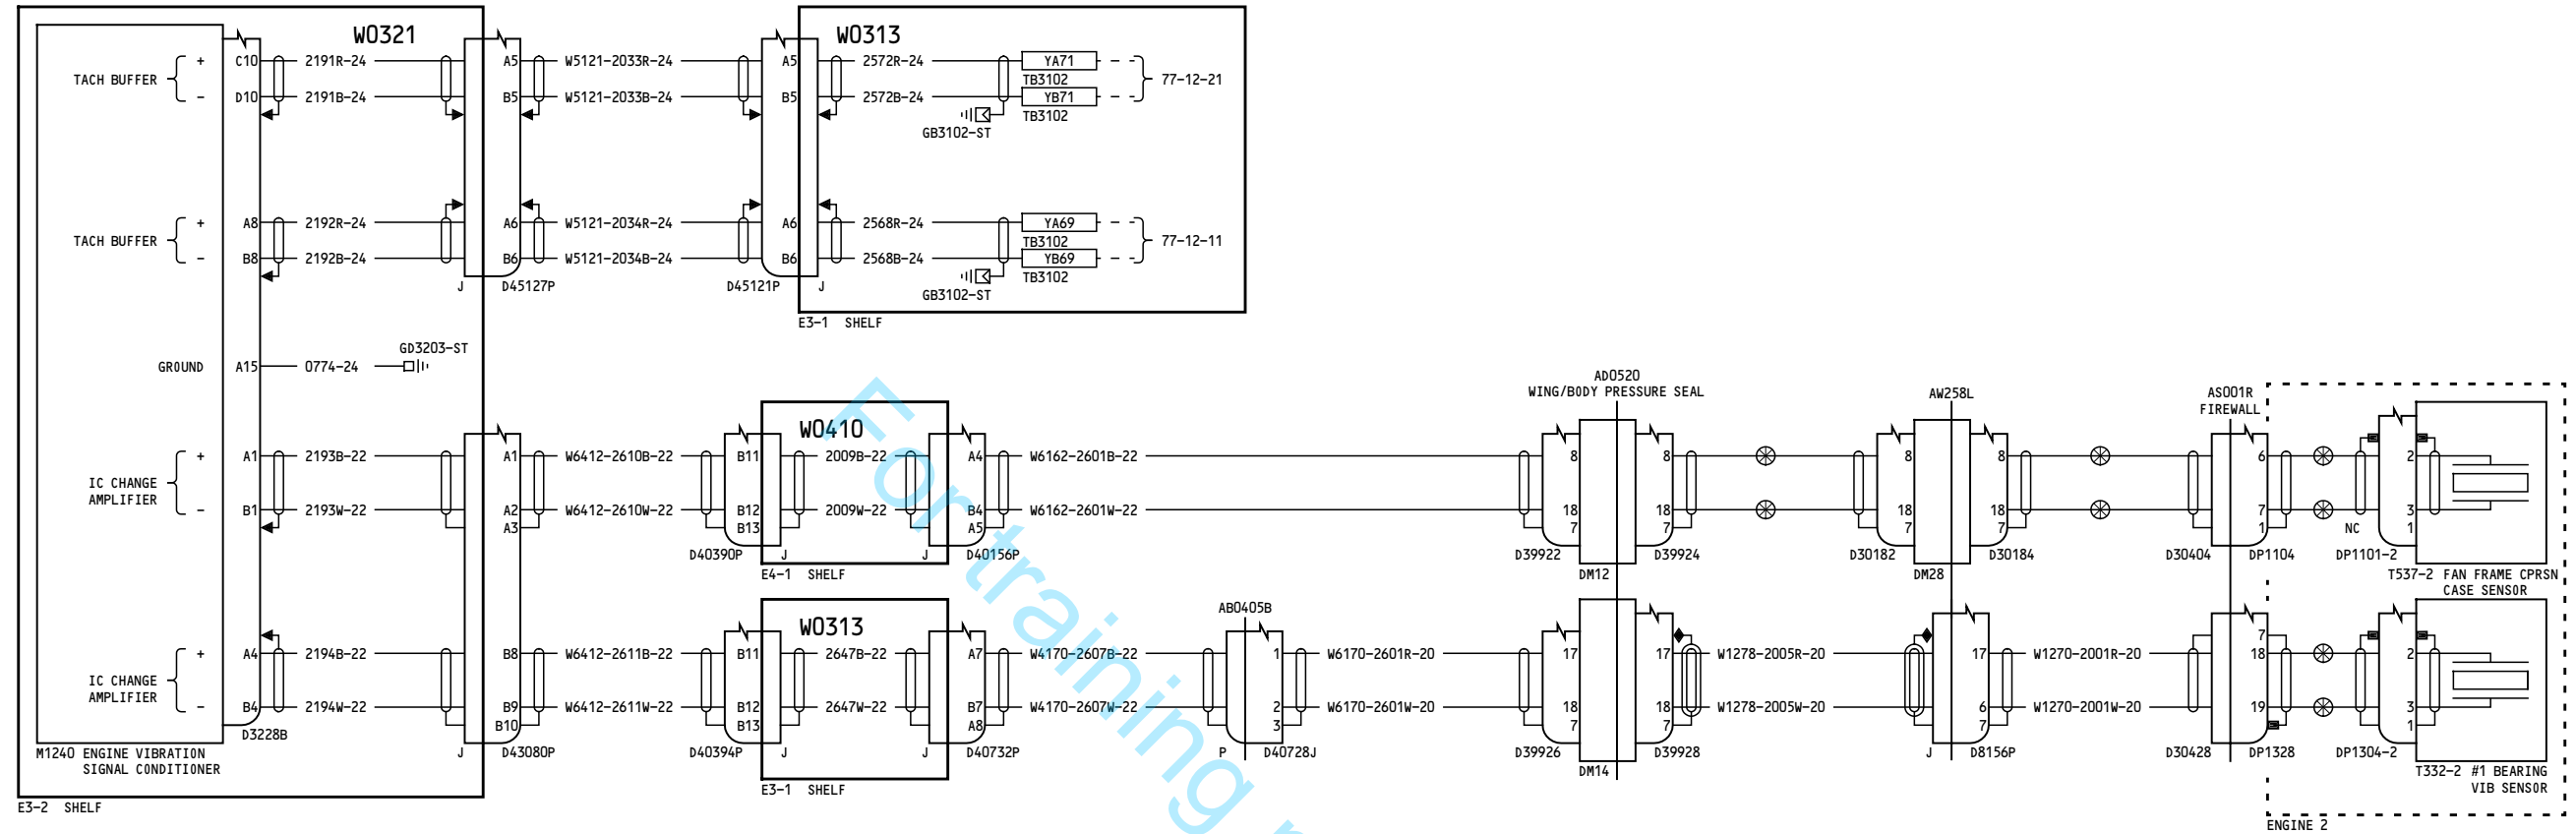 W0321 W0313
+ C10 2191R-24 A5 W5121-2033R-24 A5 2572R-24 YA71
TACH BUFFER TB3102 77-12-21
- D10 2191B-24 B5 W5121-2033B-24 B5 2572B-24 YB71
TB3102
GB3102-ST
+ A8 2192R-24 A6 W5121-2034R-24 A6 2568R-24 YA69
TACH BUFFER TB3102 77-12-11
- B8 2192B-24 B6 W5121-2034B-24 B6 2568B-24 YB69
TB3102
J D45127P D45121P J GB3102-ST
E3-1 SHELF
GD3203-ST
GROUND A15 0774-24
AD0520
WING/BODY PRESSURE SEAL AW258L AS001R
FIREWALL
W0410
+ A1 2193B-22 A1 W6412-2610B-22 B11 2009B-22 A4 W6162-2601B-22 8 8 8 8 6 2
IC CHANGE
AMPLIFIER
- B1 2193W-22 A2 W6412-2610W-22 B12 2009W-22 B4 W6162-2601W-22 18 18 18 18 7 3
A3 B13 A5 7 7 7 7 1 NC 1
D40390P J J D40156P D39922 D39924 D30182 D30184 D30404 DP1104 DP1101-2
E4-1 SHELF DM12 DM28 T537-2 FAN FRAME CPRSN
CASE SENSOR
AB0405B
W0313
7
+ A4 2194B-22 B8 W6412-2611B-22 B11 2647B-22 A7 W4170-2607B-22 1 W6170-2601R-20 17 17 W1278-2005R-20 17 W1270-2001R-20 18 2
IC CHANGE
AMPLIFIER
- B4 2194W-22 B9 W6412-2611W-22 B12 2647W-22 B7 W4170-2607W-22 2 W6170-2601W-20 18 18 W1278-2005W-20 6 W1270-2001W-20 19 3
B10 B13 A8 3 7 7 7 1
D3228B
M1240 ENGINE VIBRATION
SIGNAL CONDITIONER
J D43080P D40394P J J D40732P P D40728J D39926 D39928 J D8156P D30428 DP1328 DP1304-2
DM14 T332-2 #1 BEARING
VIB SENSOR
E3-1 SHELF
E3-2 SHELF
ENGINE 2
For training